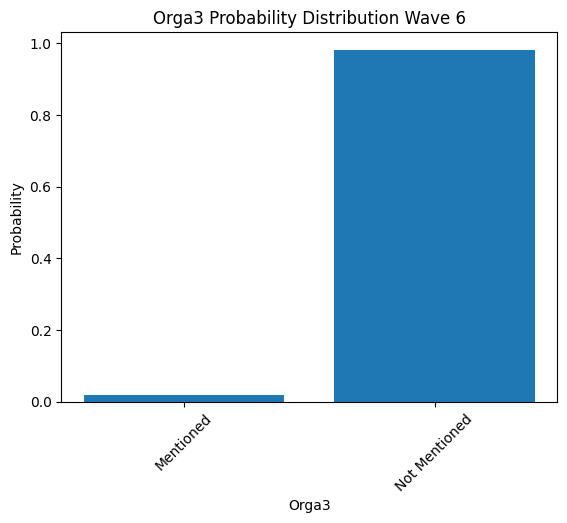 Orga3 Probability Distribution Wave 6
Probability
1.0
0.8
0.6
0.4
0.2
0.0
Mentioned
Not Mentioned
Orga3